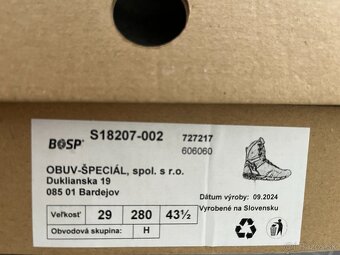 BOSP
S18207-002
727217
606060
OBUV-ŠPECIÁL, spol. s r.o.
Duklianska 19
085 01 Bardejov
Dátum výroby: 09.2024
Vyrobené na Slovensku
Veľkosť 29 280 43½
Obvodová skupina: H